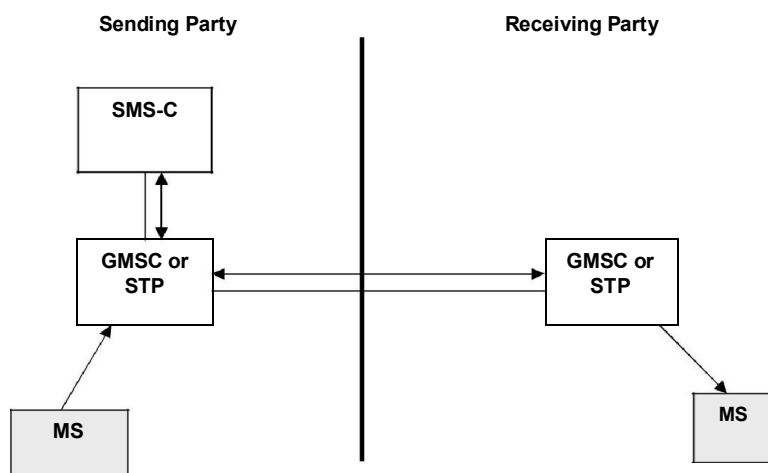 Sending Party
Receiving Party
SMS-C
GMSC or
STP
GMSC or
STP
MS
MS